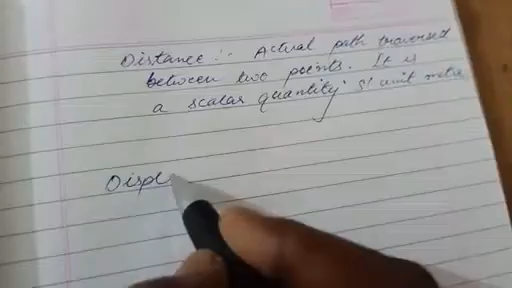 Distance :- Actual path traversed
between two points. It is
a scalar quantity. SI unit metre
Displ